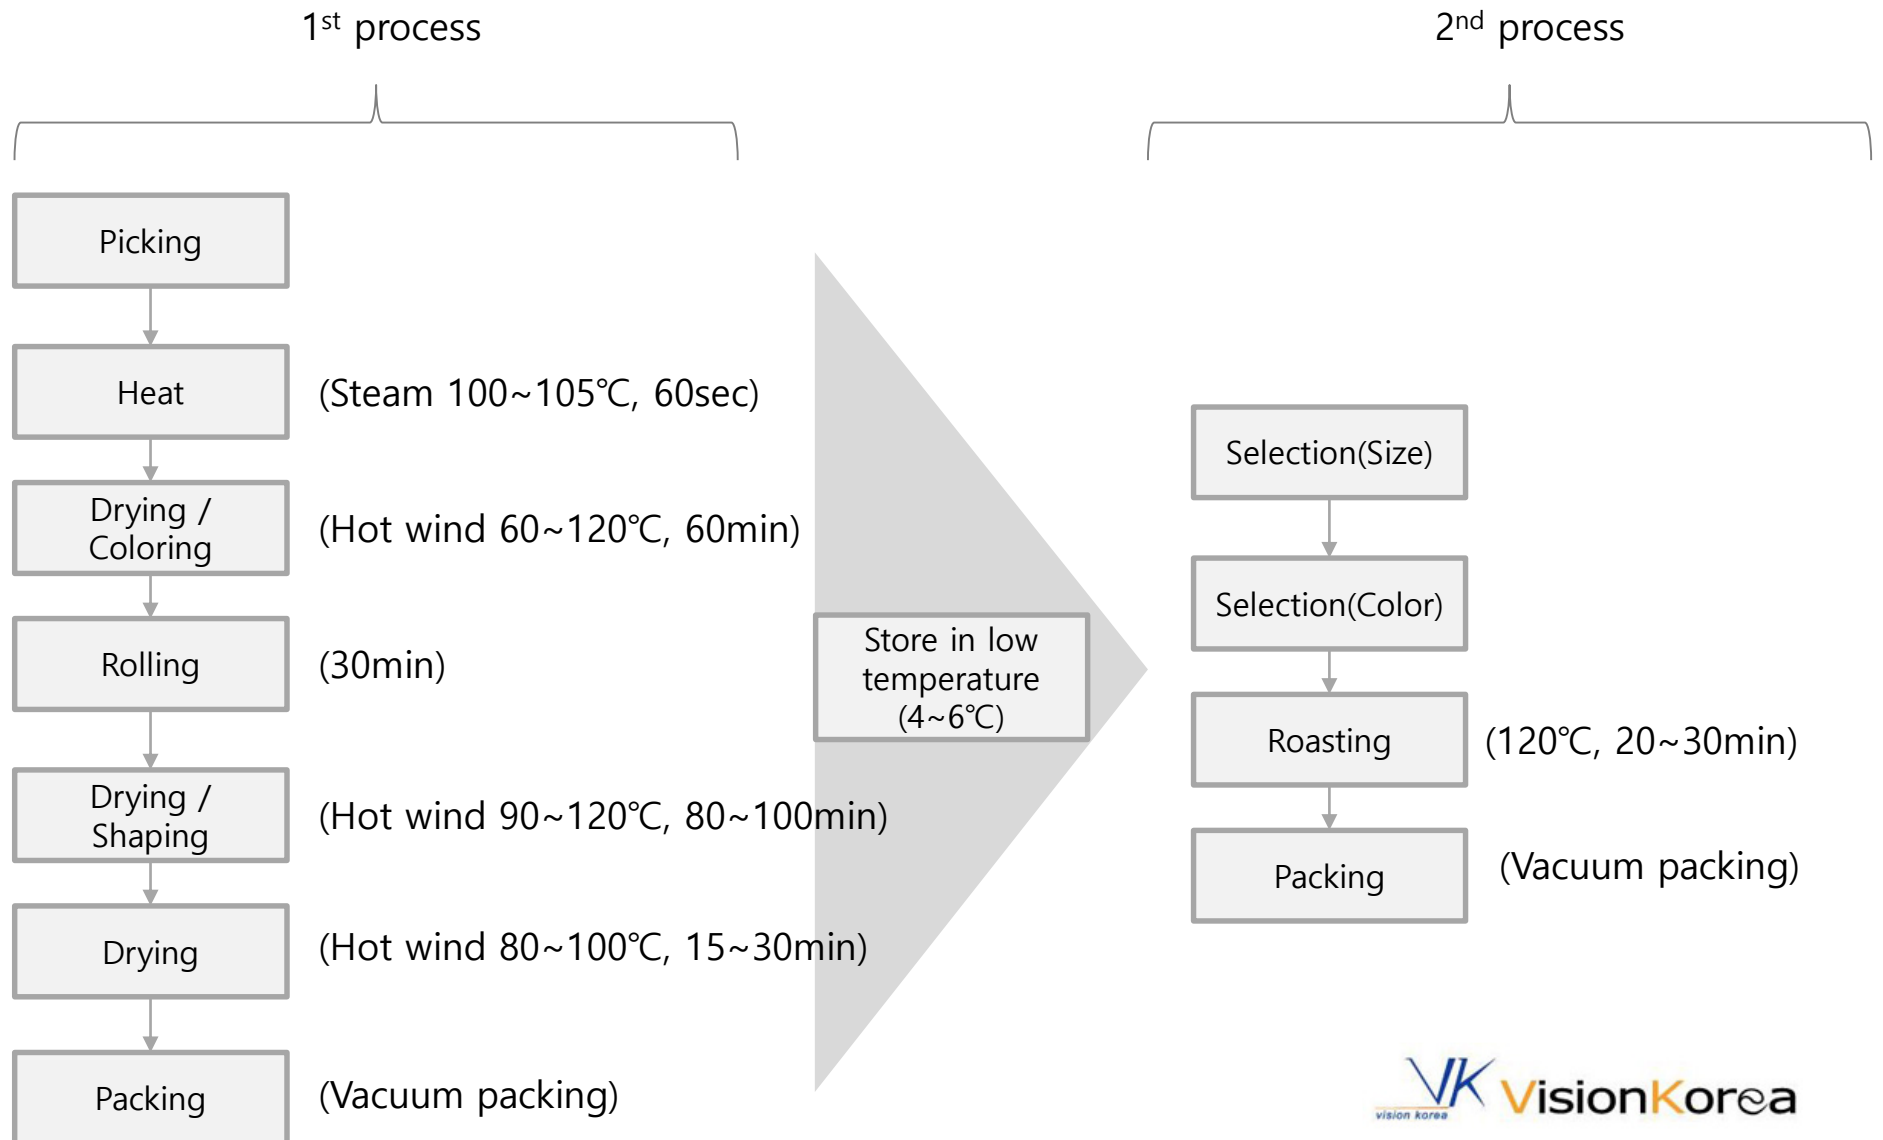 1st process
Picking
Heat
(Steam 100~105℃, 60sec)
Drying /
Coloring
(Hot wind 60~120℃, 60min)
Rolling
(30min)
Drying /
Shaping
(Hot wind 90~120℃, 80~100min)
Drying
(Hot wind 80~100℃, 15~30min)
Packing
(Vacuum packing)
Store in low
temperature
(4~6℃)
2nd process
Selection(Size)
Selection(Color)
Roasting
(120℃, 20~30min)
Packing
(Vacuum packing)
VK
vision korea
VisionKorea